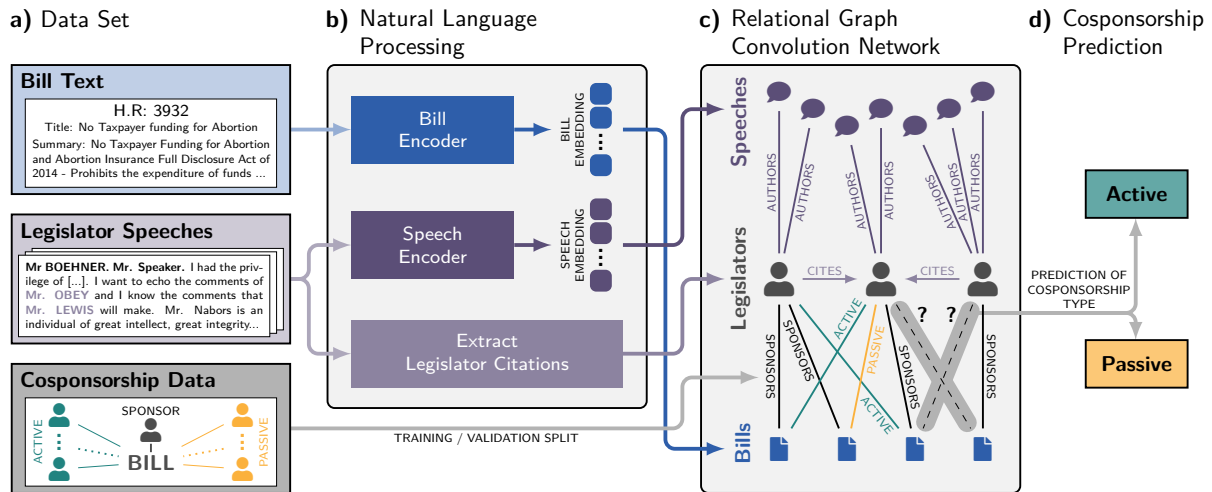 a) Data Set
b) Natural Language
Processing
c) Relational Graph
Convolution Network
d) Cosponsorship
Prediction
Bill Text
H.R: 3932
Title: No Taxpayer funding for Abortion
Summary: No Taxpayer Funding for Abortion
and Abortion Insurance Full Disclosure Act of
2014 - Prohibits the expenditure of funds ...
Legislator Speeches
Mr BOEHNER. Mr. Speaker. I had the priv-
ilege of [...]. I want to echo the comments of
Mr. OBEY and I know the comments that
Mr. LEWIS will make. Mr. Nabors is an
individual of great intellect, great integrity...
Cosponsorship Data
ACTIVE
SPONSOR
BILL
PASSIVE
Bill
Encoder
BILL
EMBEDDING
Speech
Encoder
SPEECH
EMBEDDING
Extract
Legislator Citations
TRAINING / VALIDATION SPLIT
Speeches
Legislators
Bills
AUTHORS
AUTHORS
AUTHORS
AUTHORS
AUTHORS
AUTHORS
AUTHORS
CITES
CITES
SPONSORS
SPONSORS
ACTIVE
PASSIVE
ACTIVE
SPONSORS
? ?
SPONSORS
PREDICTION OF
COSPONSORSHIP
TYPE
Active
Passive